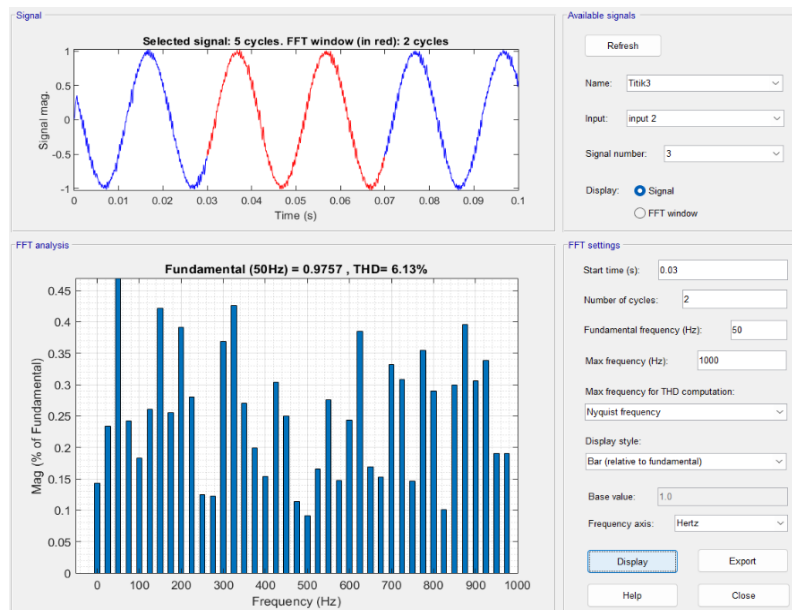 Signal
Selected signal: 5 cycles. FFT window (in red): 2 cycles
1
0.5
0
-0.5
-1
Signal mag.
0 0.01 0.02 0.03 0.04 0.05 0.06 0.07 0.08 0.09 0.1
Time (s)
Available signals
Refresh
Name: Titik3
Input: input 2
Signal number: 3
Display: Signal
FFT window
FFT analysis
Fundamental (50Hz) = 0.9757 , THD= 6.13%
0.45
0.4
0.35
0.3
0.25
0.2
0.15
0.1
0.05
0
Mag (% of Fundamental)
0 100 200 300 400 500 600 700 800 900 1000
Frequency (Hz)
FFT settings
Start time (s): 0.03
Number of cycles: 2
Fundamental frequency (Hz): 50
Max frequency (Hz): 1000
Max frequency for THD computation:
Nyquist frequency
Display style:
Bar (relative to fundamental)
Base value: 1.0
Frequency axis: Hertz
Display Export
Help Close